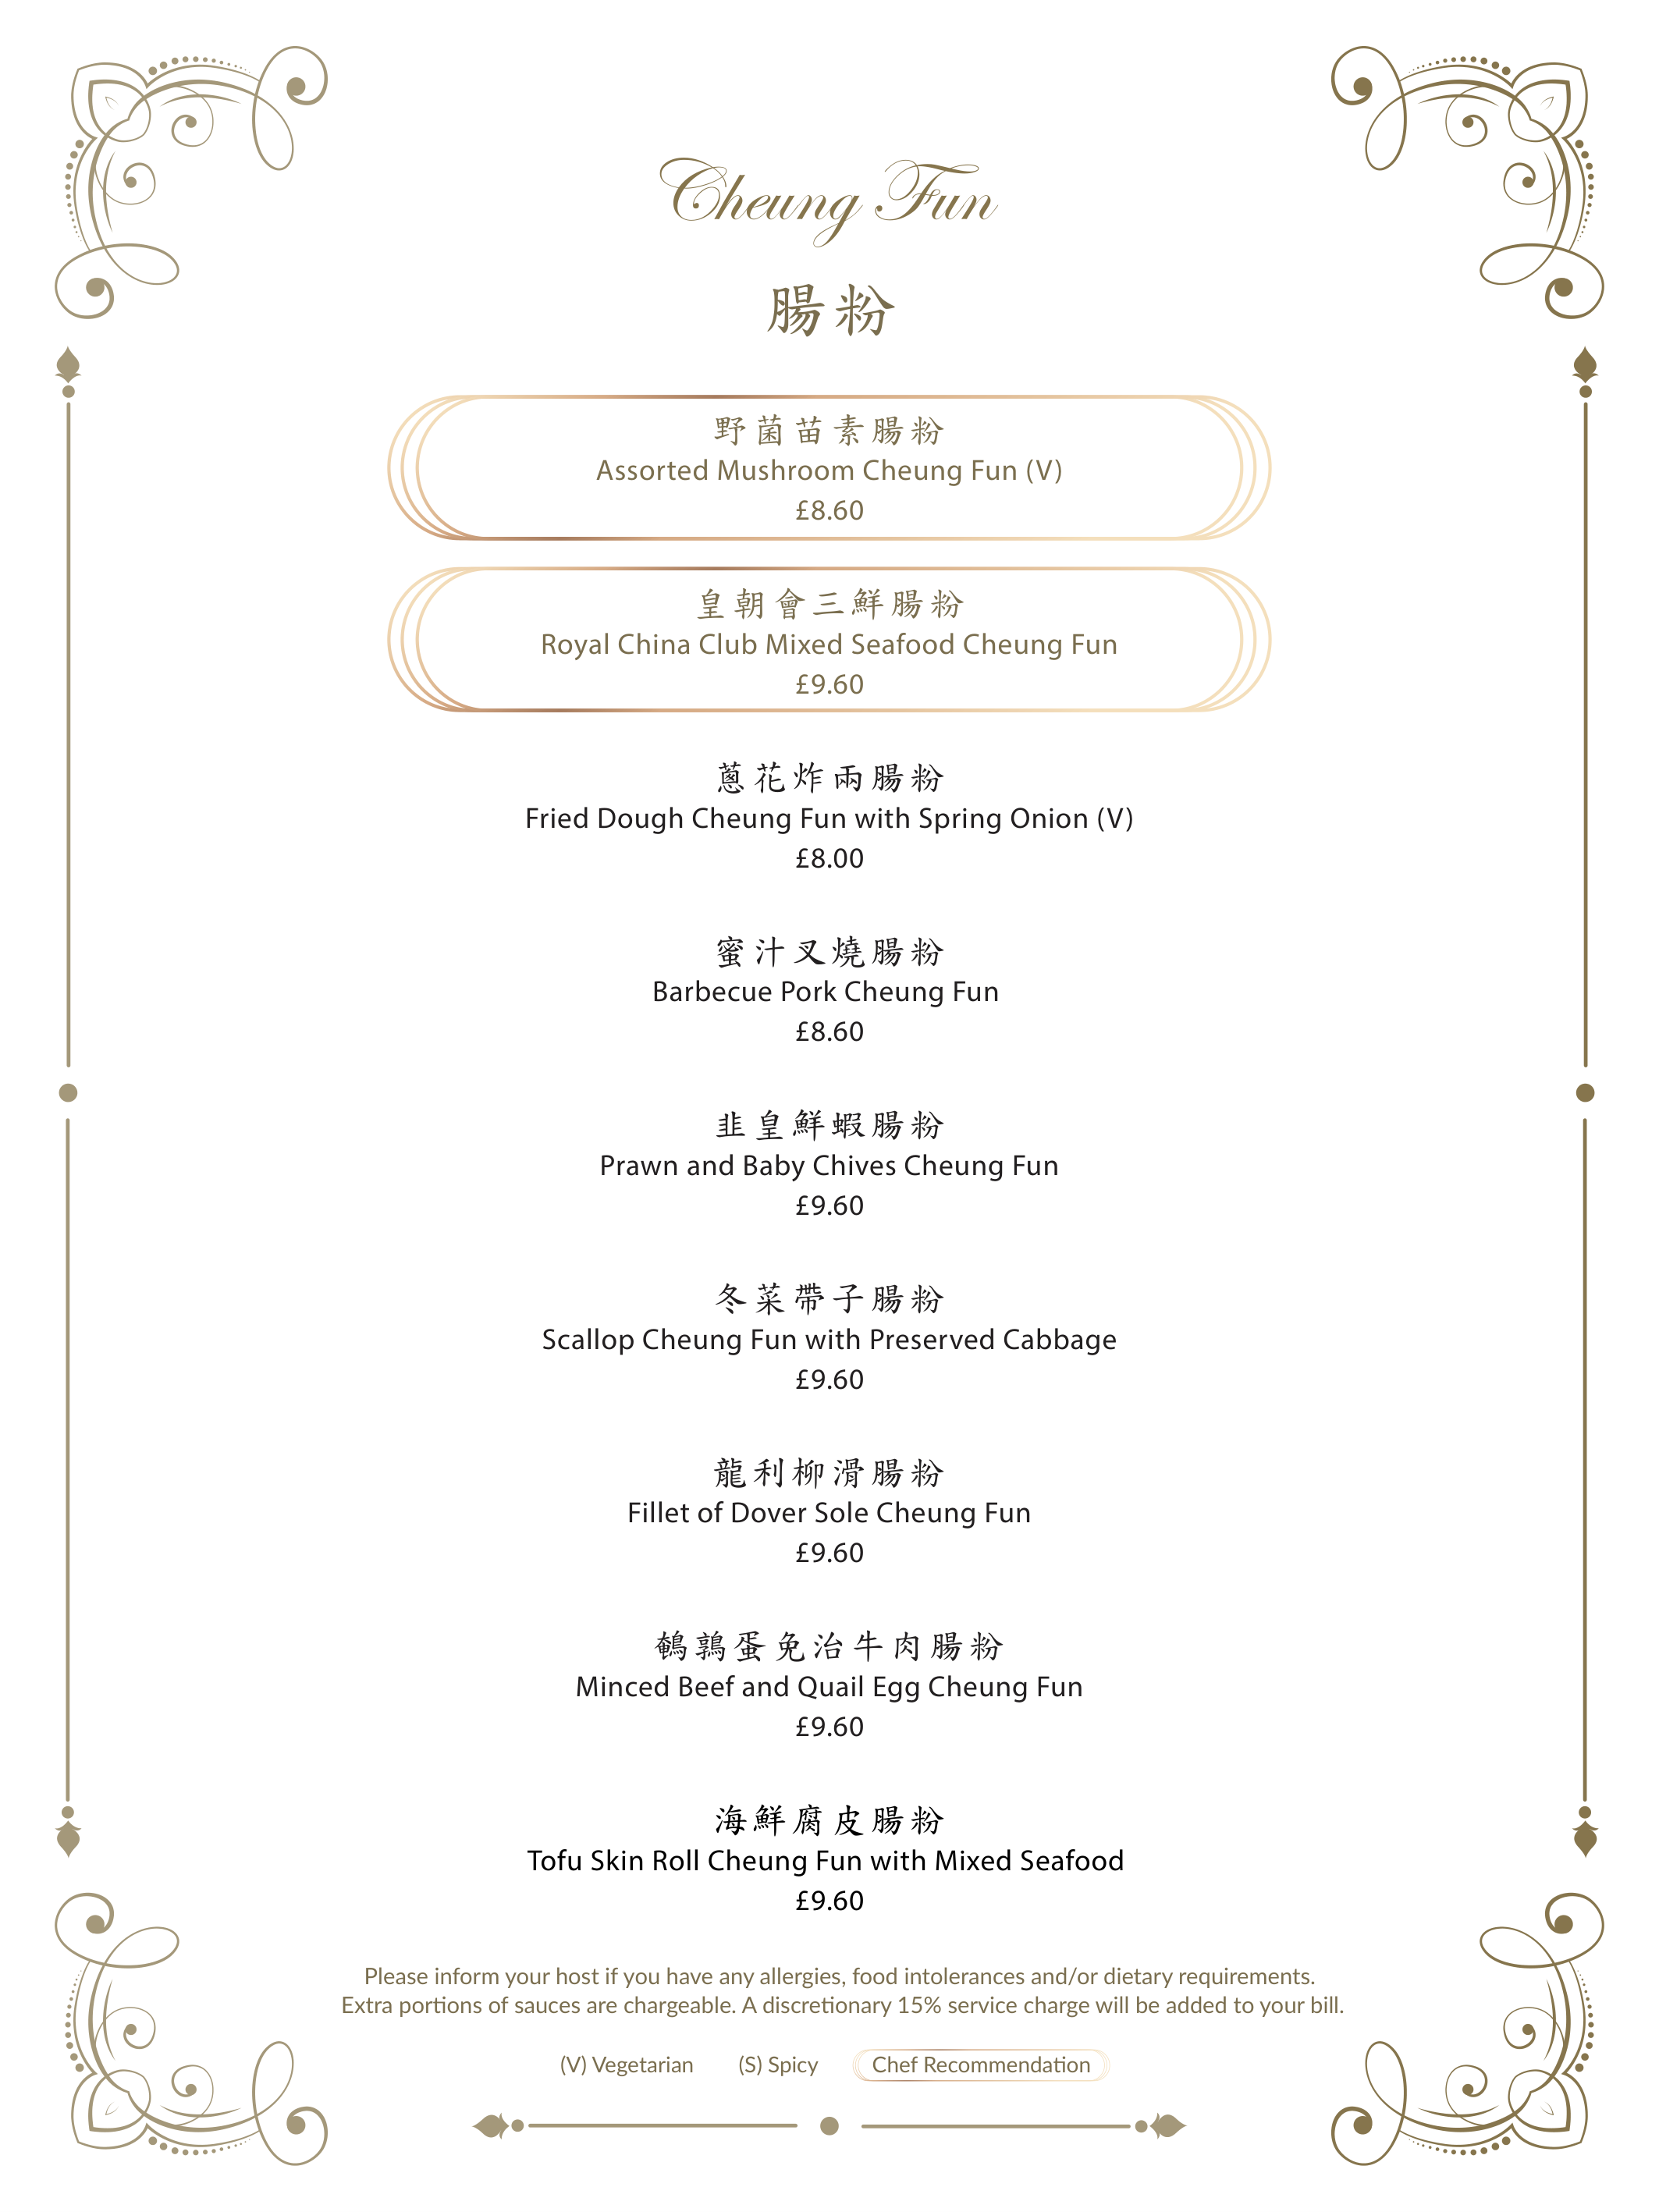 Cheung Fun
腸粉
野菌苗素腸粉
Assorted Mushroom Cheung Fun (V)
£8.60
皇朝會三鮮腸粉
Royal China Club Mixed Seafood Cheung Fun
£9.60
蔥花炸兩腸粉
Fried Dough Cheung Fun with Spring Onion (V)
£8.00
蜜汁叉燒腸粉
Barbecue Pork Cheung Fun
£8.60
韭皇鮮蝦腸粉
Prawn and Baby Chives Cheung Fun
£9.60
冬菜帶子腸粉
Scallop Cheung Fun with Preserved Cabbage
£9.60
龍利柳滑腸粉
Fillet of Dover Sole Cheung Fun
£9.60
鵪鶉蛋免治牛肉腸粉
Minced Beef and Quail Egg Cheung Fun
£9.60
海鮮腐皮腸粉
Tofu Skin Roll Cheung Fun with Mixed Seafood
£9.60
Please inform your host if you have any allergies, food intolerances and/or dietary requirements.
Extra portions of sauces are chargeable. A discretionary 15% service charge will be added to your bill.
(V) Vegetarian (S) Spicy Chef Recommendation